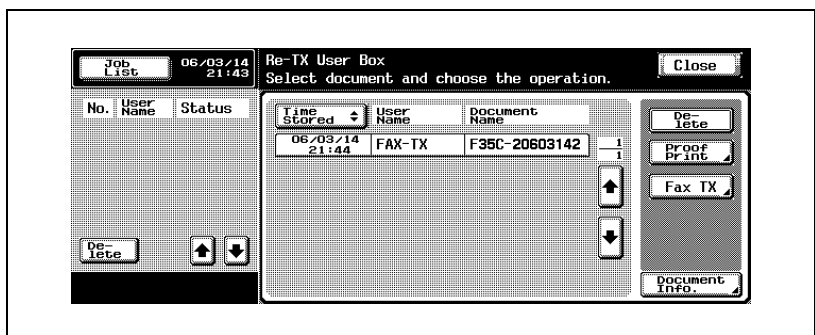 Job
List
06/03/14
21:43
Re-TX User Box
Select document and choose the operation.
Close
No.
User
Name
Status
Time
Stored
User
Name
Document
Name
06/03/14
21:44
FAX-TX
F35C-20603142
1
1
De-
lete
Proof
Print
Fax TX
De-
lete
Document
Info.